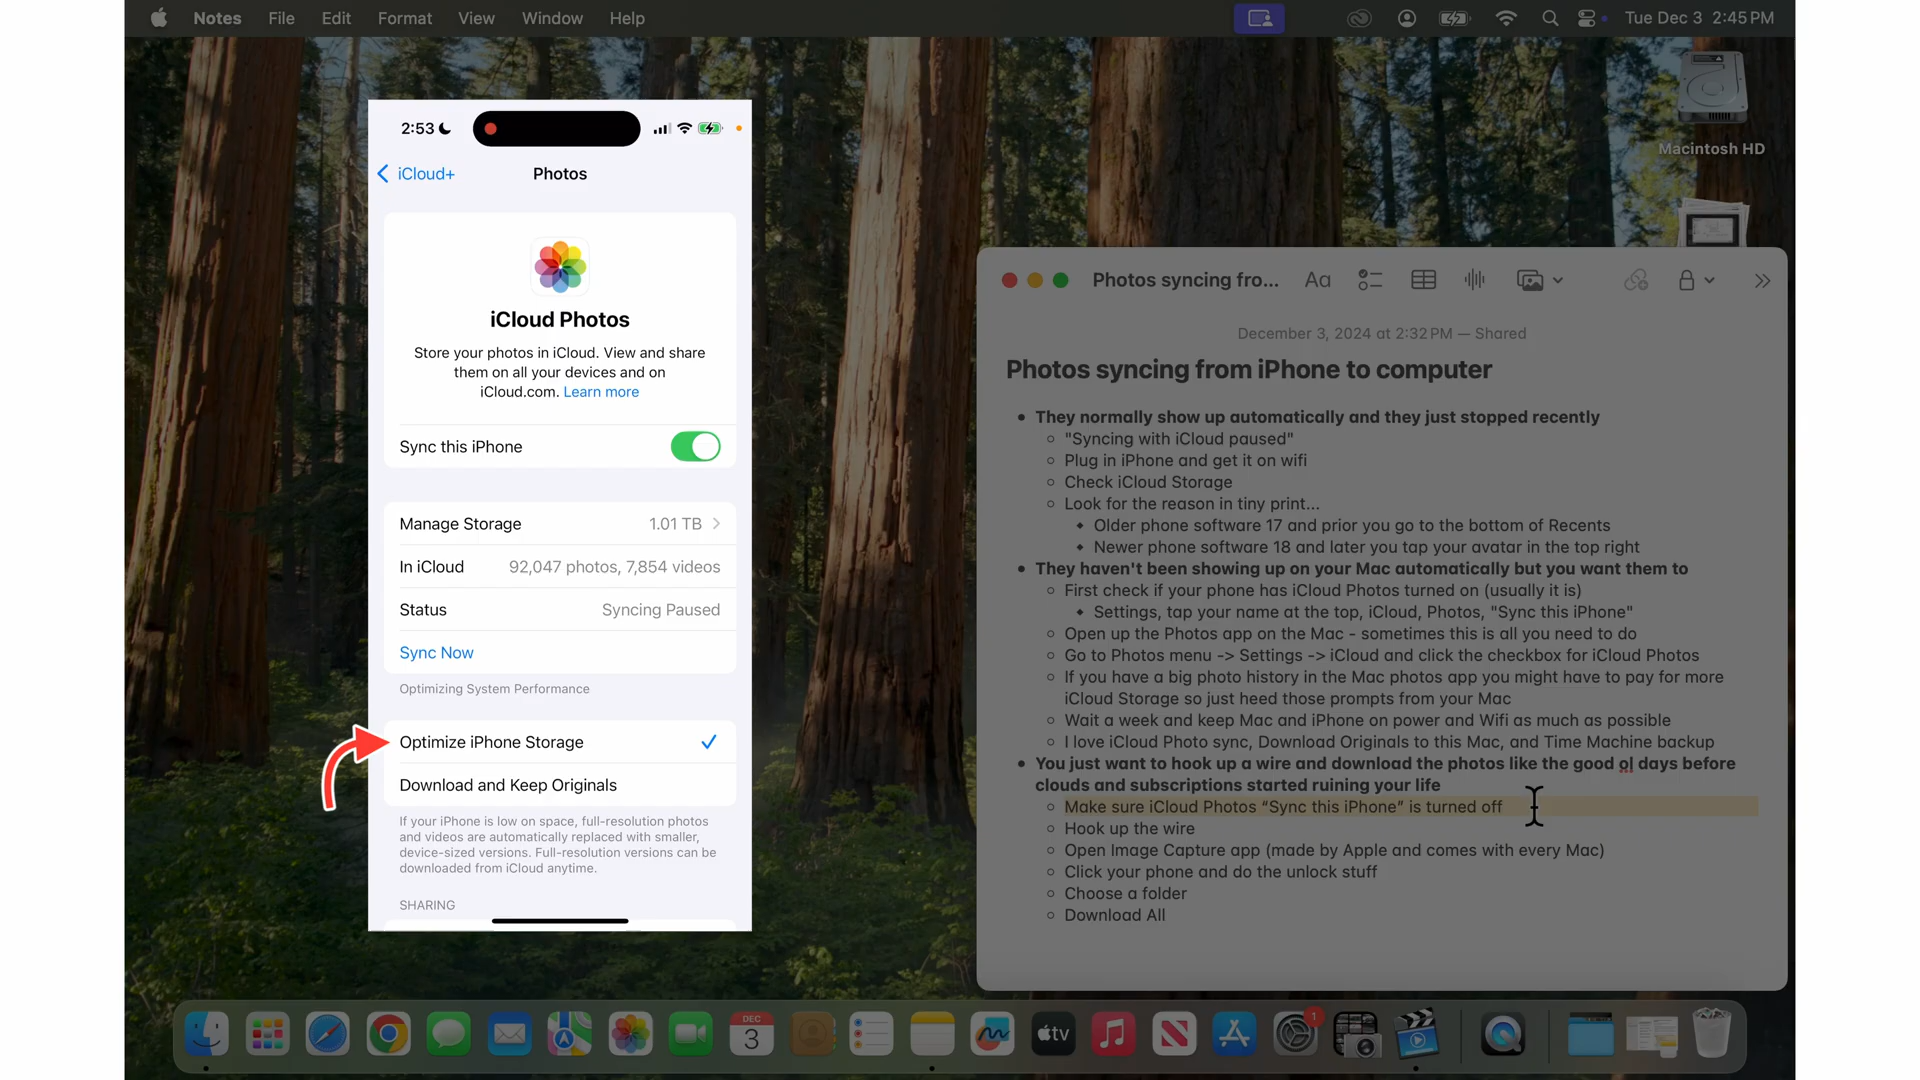 Notes File Edit Format View Window Help Tue Dec 3 2:45 PM
Macintosh HD
2:53
iCloud+ Photos
iCloud Photos
Store your photos in iCloud. View and share
them on all your devices and on
iCloud.com. Learn more
Sync this iPhone
Manage Storage 1.01 TB
In iCloud 92,047 photos, 7,854 videos
Status Syncing Paused
Sync Now
Optimizing System Performance
Optimize iPhone Storage
Download and Keep Originals
If your iPhone is low on space, full-resolution photos
and videos are automatically replaced with smaller,
device-sized versions. Full-resolution versions can be
downloaded from iCloud anytime.
SHARING
Photos syncing fro... Aa
December 3, 2024 at 2:32 PM — Shared
Photos syncing from iPhone to computer
• They normally show up automatically and they just stopped recently
◦ "Syncing with iCloud paused"
◦ Plug in iPhone and get it on wifi
◦ Check iCloud Storage
◦ Look for the reason in tiny print...
⬩ Older phone software 17 and prior you go to the bottom of Recents
⬩ Newer phone software 18 and later you tap your avatar in the top right
• They haven't been showing up on your Mac automatically but you want them to
◦ First check if your phone has iCloud Photos turned on (usually it is)
⬩ Settings, tap your name at the top, iCloud, Photos, "Sync this iPhone"
◦ Open up the Photos app on the Mac - sometimes this is all you need to do
◦ Go to Photos menu -> Settings -> iCloud and click the checkbox for iCloud Photos
◦ If you have a big photo history in the Mac photos app you might have to pay for more
iCloud Storage so just heed those prompts from your Mac
◦ Wait a week and keep Mac and iPhone on power and Wifi as much as possible
◦ I love iCloud Photo sync, Download Originals to this Mac, and Time Machine backup
• You just want to hook up a wire and download the photos like the good ol days before
clouds and subscriptions started ruining your life
◦ Make sure iCloud Photos “Sync this iPhone” is turned off
◦ Hook up the wire
◦ Open Image Capture app (made by Apple and comes with every Mac)
◦ Click your phone and do the unlock stuff
◦ Choose a folder
◦ Download All
DEC
3
tv
1